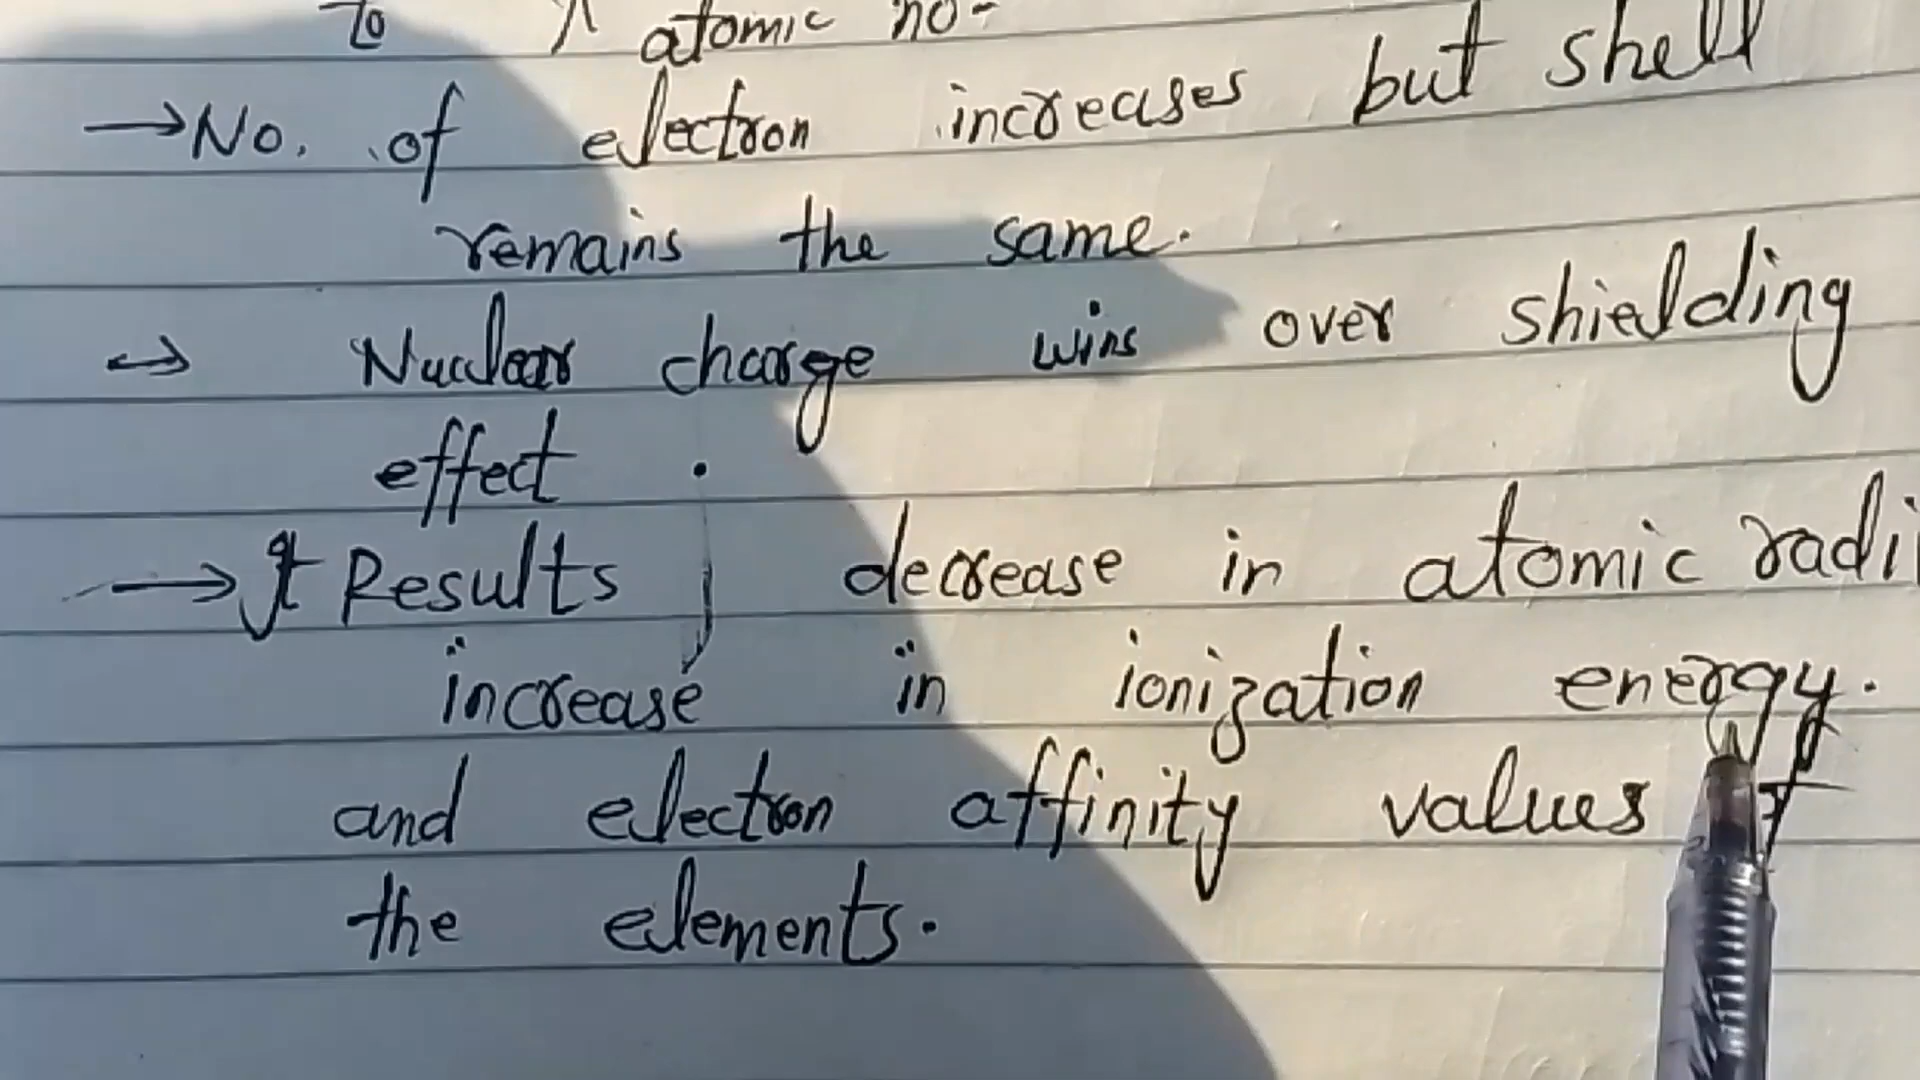 to ↑ atomic no-
→No. of electron increases but shell
remains the same.
→ Nuclear charge wins over shielding
effect .
→It Results decrease in atomic radii
increase in ionization energy.
and electron affinity values of
the elements.